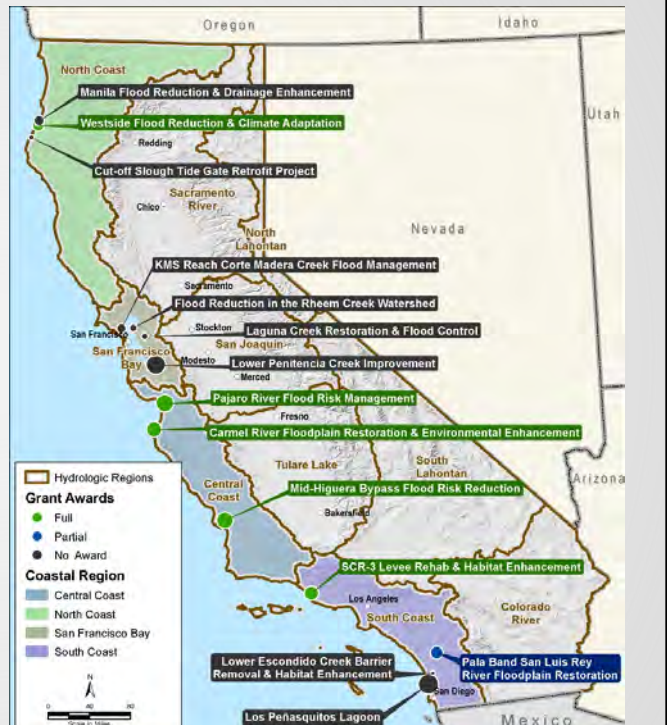 Oregon
Idaho
North Coast
Manila Flood Reduction & Drainage Enhancement
Utah
Westside Flood Reduction & Climate Adaptation
Redding
Cut-off Slough Tide Gate Retrofit Project
Sacramento
River
Chico
Nevada
North
Lahontan
KMS Reach Corte Madera Creek Flood Management
Sacramento
Flood Reduction in the Rheem Creek Watershed
San Francisco
Stockton
Laguna Creek Restoration & Flood Control
San Joaquin
San Francisco
Bay
Modesto
Lower Penitencia Creek Improvement
Merced
Pajaro River Flood Risk Management
Fresno
Carmel River Floodplain Restoration & Environmental Enhancement
Tulare Lake
South
Lahontan
Arizona
Central
Coast
Mid-Higuera Bypass Flood Risk Reduction
Bakersfield
SCR-3 Levee Rehab & Habitat Enhancement
Los Angeles
South Coast
Colorado
River
Lower Escondido Creek Barrier
Removal & Habitat Enhancement
Pala Band San Luis Rey
River Floodplain Restoration
San Diego
Los Peñasquitos Lagoon
Mexico
Hydrologic Regions
Grant Awards
Full
Partial
No Award
Coastal Region
Central Coast
North Coast
San Francisco Bay
South Coast
N
0 40 80
Scale in Miles